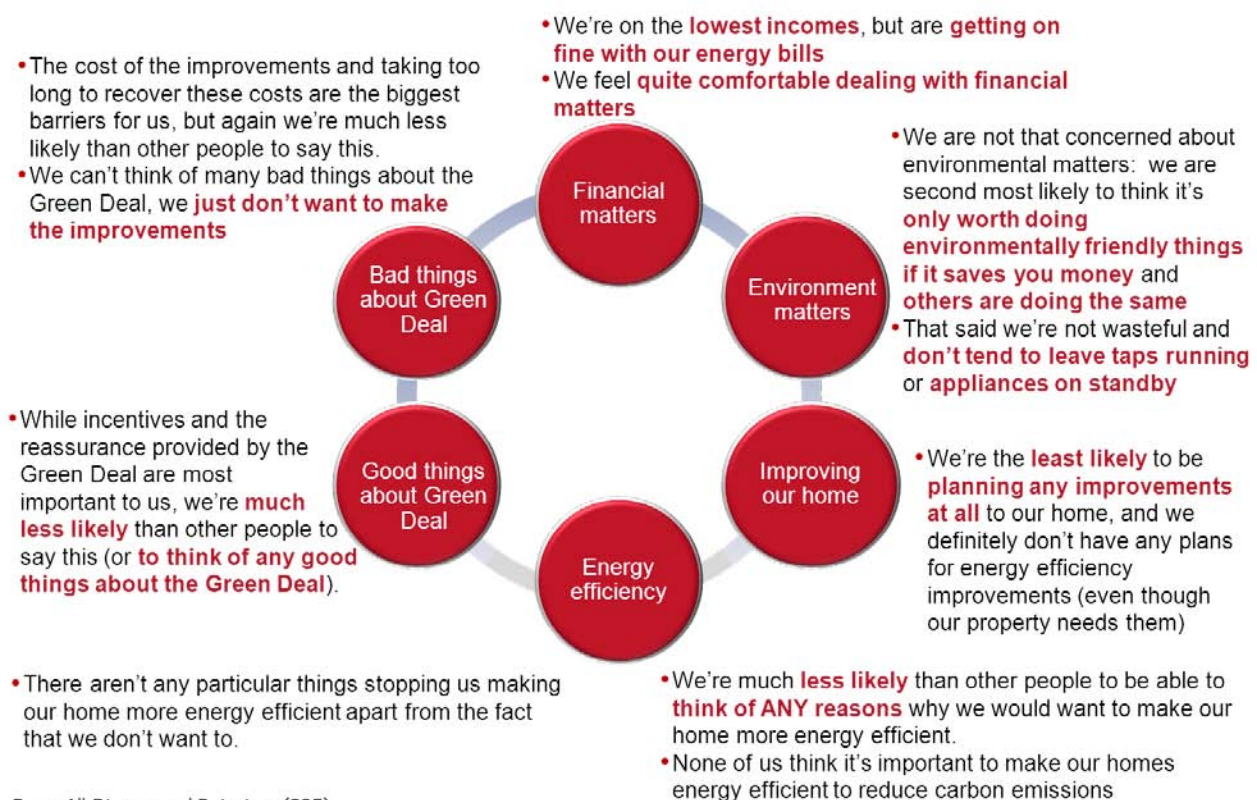 •We're on the lowest incomes, but are getting on
fine with our energy bills
•We feel quite comfortable dealing with financial
matters
•The cost of the improvements and taking too
long to recover these costs are the biggest
barriers for us, but again we're much less
likely than other people to say this.
•We can't think of many bad things about the
Green Deal, we just don't want to make
the improvements
•We are not that concerned about
environmental matters: we are
second most likely to think it's
only worth doing
environmentally friendly things
if it saves you money and
others are doing the same
•That said we're not wasteful and
don't tend to leave taps running
or appliances on standby
Financial
matters
Bad things
about Green
Deal
Environment
matters
•While incentives and the
reassurance provided by the
Green Deal are most
important to us, we're much
less likely than other people to
say this (or to think of any good
things about the Green Deal).
Good things
about Green
Deal
Improving
our home
•We're the least likely to be
planning any improvements
at all to our home, and we
definitely don't have any plans
for energy efficiency
improvements (even though
our property needs them)
Energy
efficiency
•There aren't any particular things stopping us making
our home more energy efficient apart from the fact
that we don't want to.
•We're much less likely than other people to be able to
think of ANY reasons why we would want to make our
home more energy efficient.
•None of us think it's important to make our homes
energy efficient to reduce carbon emissions